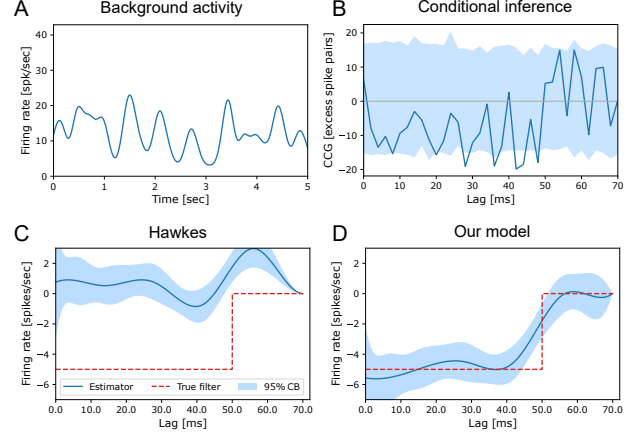 A
Background activity
Firing rate [spk/sec]
40
20
0
0 1 2 3 4 5
Time [sec]
B
Conditional inference
CCG [excess spike pairs]
20
10
0
−10
−20
0 10 20 30 40 50 60 70
Lag [ms]
C
Hawkes
Firing rate [spikes/sec]
2
0
−2
−4
−6
0.0 10.0 20.0 30.0 40.0 50.0 60.0 70.0
Lag [ms]
Estimator True filter 95% CB
D
Our model
Firing rate [spikes/sec]
2
0
−2
−4
−6
0.0 10.0 20.0 30.0 40.0 50.0 60.0 70.0
Lag [ms]